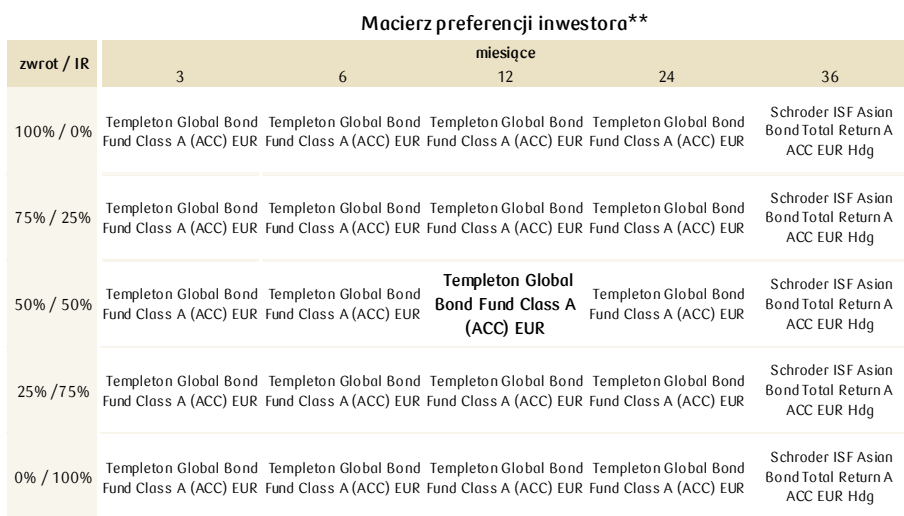 Macierz preferencji inwestora**
zwrot / IR
miesiące
3 6 12 24 36
100% / 0%
Templeton Global Bond Templeton Global Bond Templeton Global Bond Templeton Global Bond
Fund Class A (ACC) EUR Fund Class A (ACC) EUR Fund Class A (ACC) EUR Fund Class A (ACC) EUR
Schroder ISF Asian
Bond Total Return A
ACC EUR Hdg
75% / 25%
Templeton Global Bond Templeton Global Bond Templeton Global Bond Templeton Global Bond
Fund Class A (ACC) EUR Fund Class A (ACC) EUR Fund Class A (ACC) EUR Fund Class A (ACC) EUR
Schroder ISF Asian
Bond Total Return A
ACC EUR Hdg
50% / 50%
Templeton Global Bond Templeton Global Bond
Fund Class A (ACC) EUR Fund Class A (ACC) EUR
Templeton Global
Bond Fund Class A
(ACC) EUR
Templeton Global Bond
Fund Class A (ACC) EUR
Schroder ISF Asian
Bond Total Return A
ACC EUR Hdg
25% /75%
Templeton Global Bond Templeton Global Bond Templeton Global Bond Templeton Global Bond
Fund Class A (ACC) EUR Fund Class A (ACC) EUR Fund Class A (ACC) EUR Fund Class A (ACC) EUR
Schroder ISF Asian
Bond Total Return A
ACC EUR Hdg
0% / 100%
Templeton Global Bond Templeton Global Bond Templeton Global Bond Templeton Global Bond
Fund Class A (ACC) EUR Fund Class A (ACC) EUR Fund Class A (ACC) EUR Fund Class A (ACC) EUR
Schroder ISF Asian
Bond Total Return A
ACC EUR Hdg